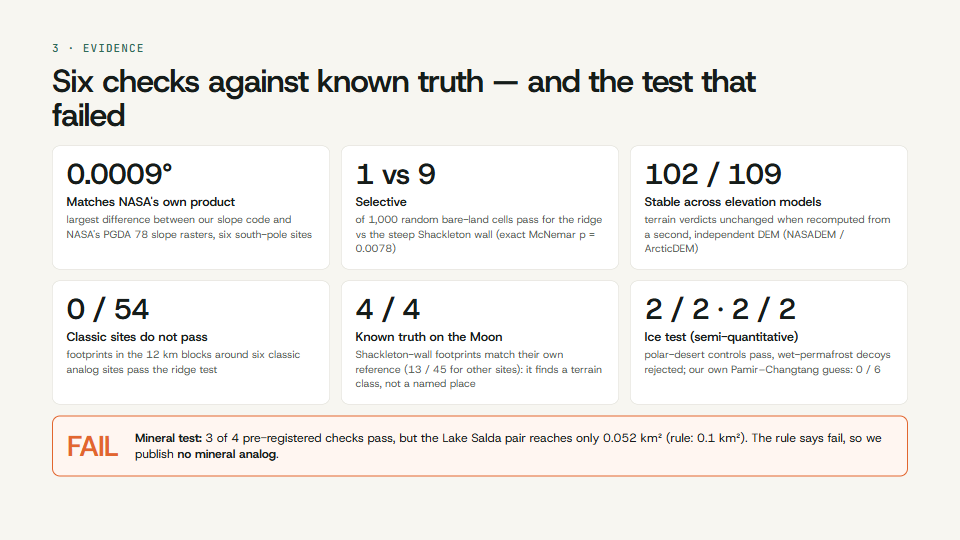 3 · EVIDENCE
Six checks against known truth — and the test that
failed
0.0009°
Matches NASA's own product
largest difference between our slope code and
NASA's PGDA 78 slope rasters, six south-pole sites
1 vs 9
Selective
of 1,000 random bare-land cells pass for the ridge
vs the steep Shackleton wall (exact McNemar p =
0.0078)
102 / 109
Stable across elevation models
terrain verdicts unchanged when recomputed from
a second, independent DEM (NASADEM /
ArcticDEM)
0 / 54
Classic sites do not pass
footprints in the 12 km blocks around six classic
analog sites pass the ridge test
4 / 4
Known truth on the Moon
Shackleton-wall footprints match their own
reference (13 / 45 for other sites): it finds a terrain
class, not a named place
2 / 2 · 2 / 2
Ice test (semi-quantitative)
polar-desert controls pass, wet-permafrost decoys
rejected; our own Pamir–Changtang guess: 0 / 6
FAIL
Mineral test: 3 of 4 pre-registered checks pass, but the Lake Salda pair reaches only 0.052 km² (rule: 0.1 km²). The rule says fail, so we
publish no mineral analog.